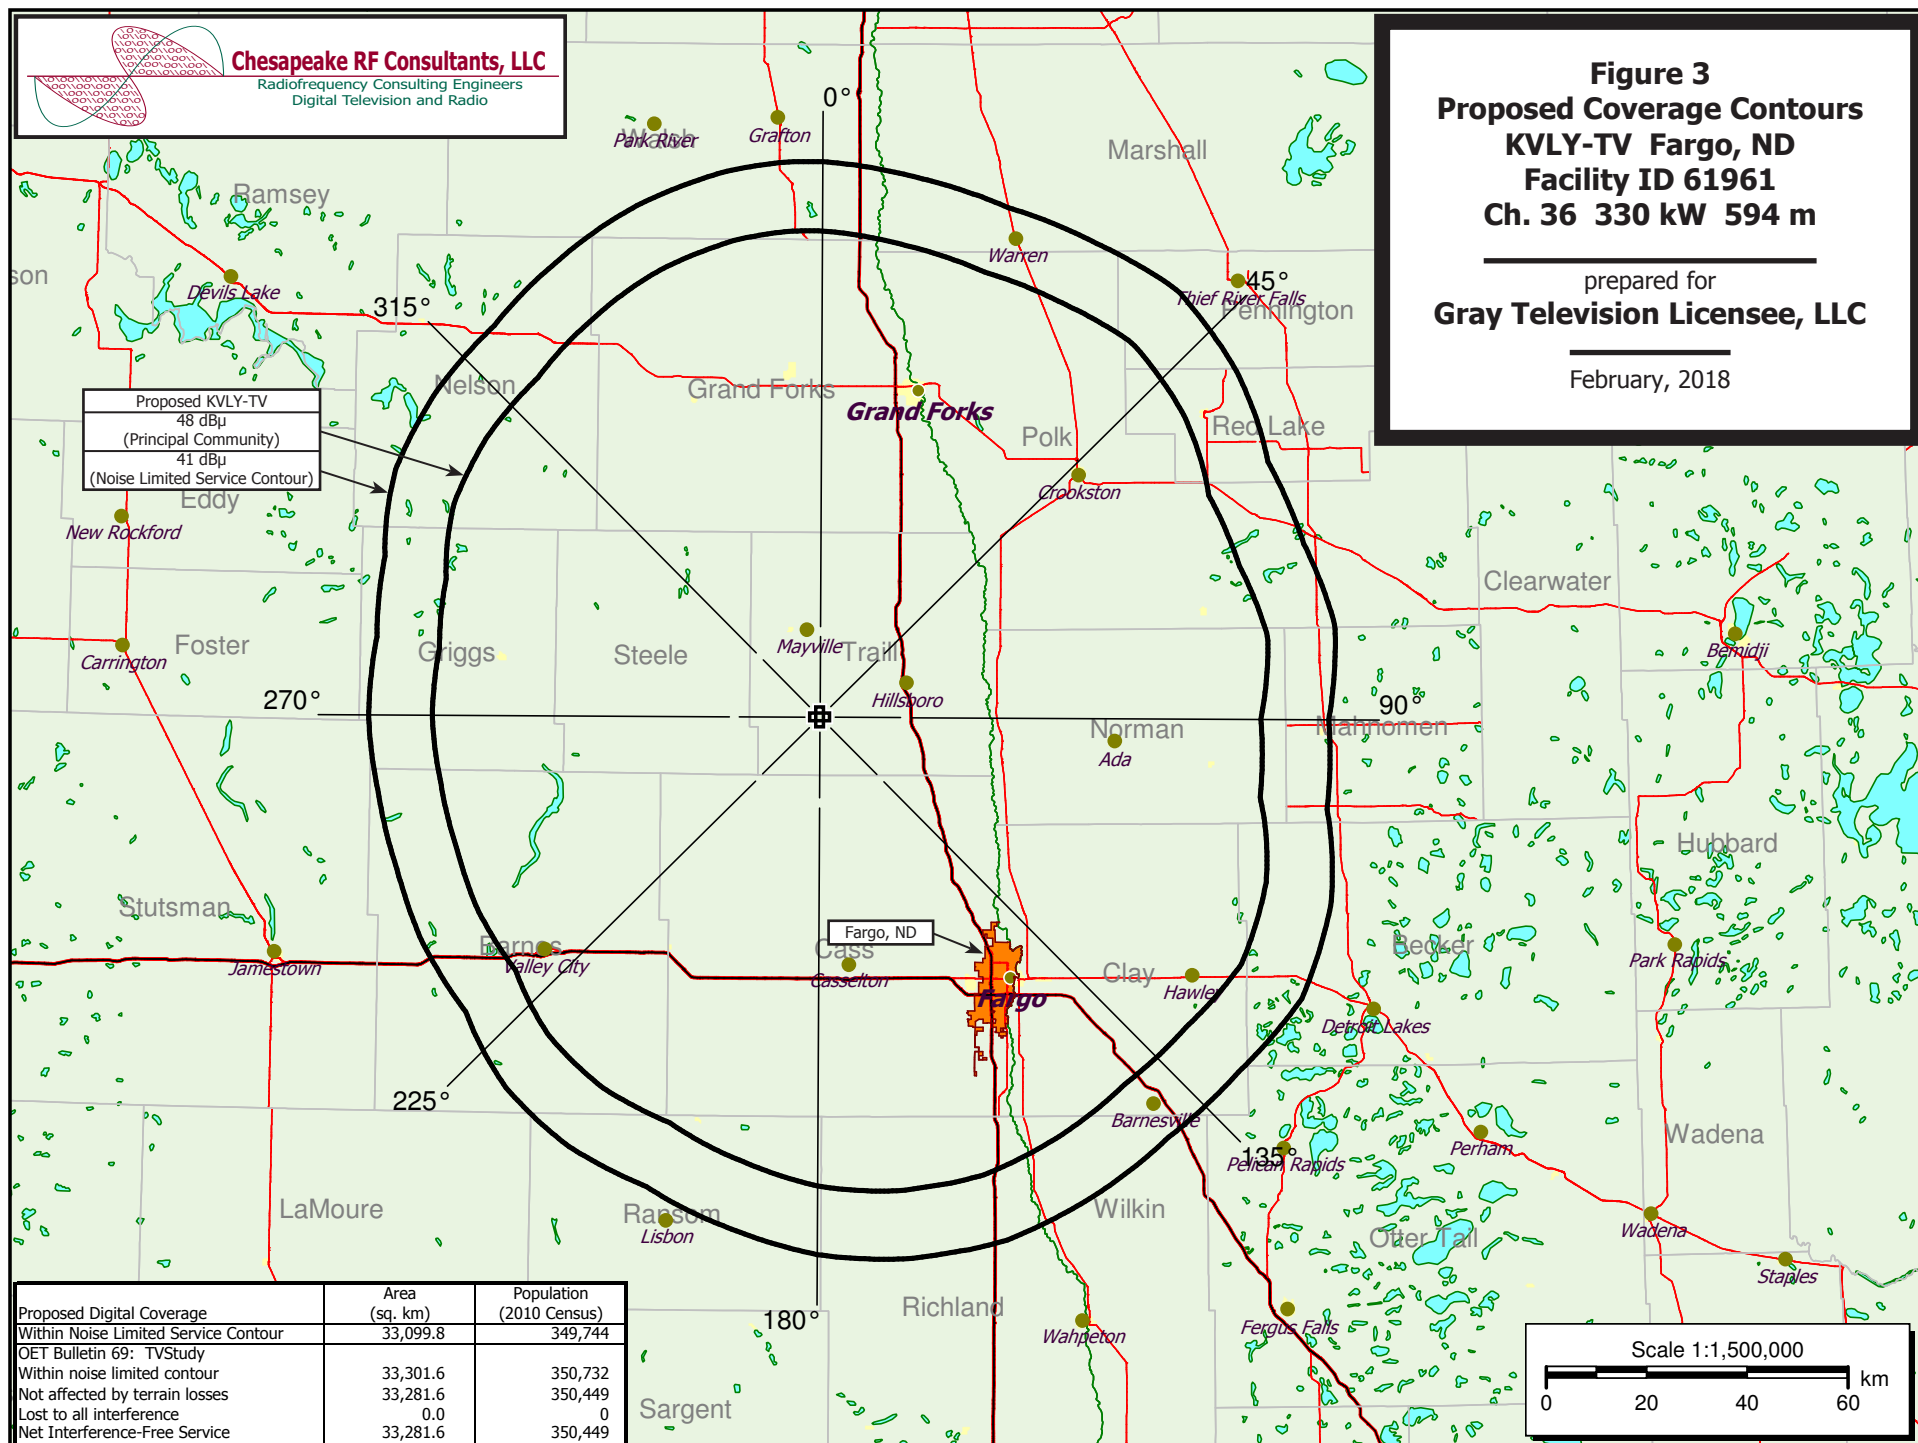 Chesapeake RF Consultants, LLC
Radiofrequency Consulting Engineers
Digital Television and Radio
Figure 3
Proposed Coverage Contours
KVLY-TV Fargo, ND
Facility ID 61961
Ch. 36 330 kW 594 m
prepared for
Gray Television Licensee, LLC
February, 2018
0°
Park River
Walsh
Grafton
Marshall
Ramsey
Warren
son
Devils Lake
315°
45°
Thief River Falls
Pennington
Nelson
Grand Forks
Grand Forks
Polk
Red Lake
Proposed KVLY-TV
48 dBµ
(Principal Community)
41 dBµ
(Noise Limited Service Contour)
Eddy
Crookston
New Rockford
Clearwater
Foster
Carrington
Griggs
Steele
Mayville
Traill
Bemidji
Hillsboro
270°
90°
Norman
Mahnomen
Ada
Hubbard
Stutsman
Barnes
Valley City
Jamestown
Fargo, ND
Cass
Casselton
Fargo
Clay
Hawley
Becker
Park Rapids
Detroit Lakes
225°
Barnesville
135°
Pelican Rapids
Perham
Wadena
LaMoure
Ransom
Lisbon
Wilkin
Otter Tail
Wadena
Staples
180°
Richland
Wahpeton
Fergus Falls
Sargent
Proposed Digital Coverage Area (sq. km) Population (2010 Census)
Within Noise Limited Service Contour 33,099.8 349,744
OET Bulletin 69: TVStudy
Within noise limited contour 33,301.6 350,732
Not affected by terrain losses 33,281.6 350,449
Lost to all interference 0.0 0
Net Interference-Free Service 33,281.6 350,449
Scale 1:1,500,000
km
0 20 40 60